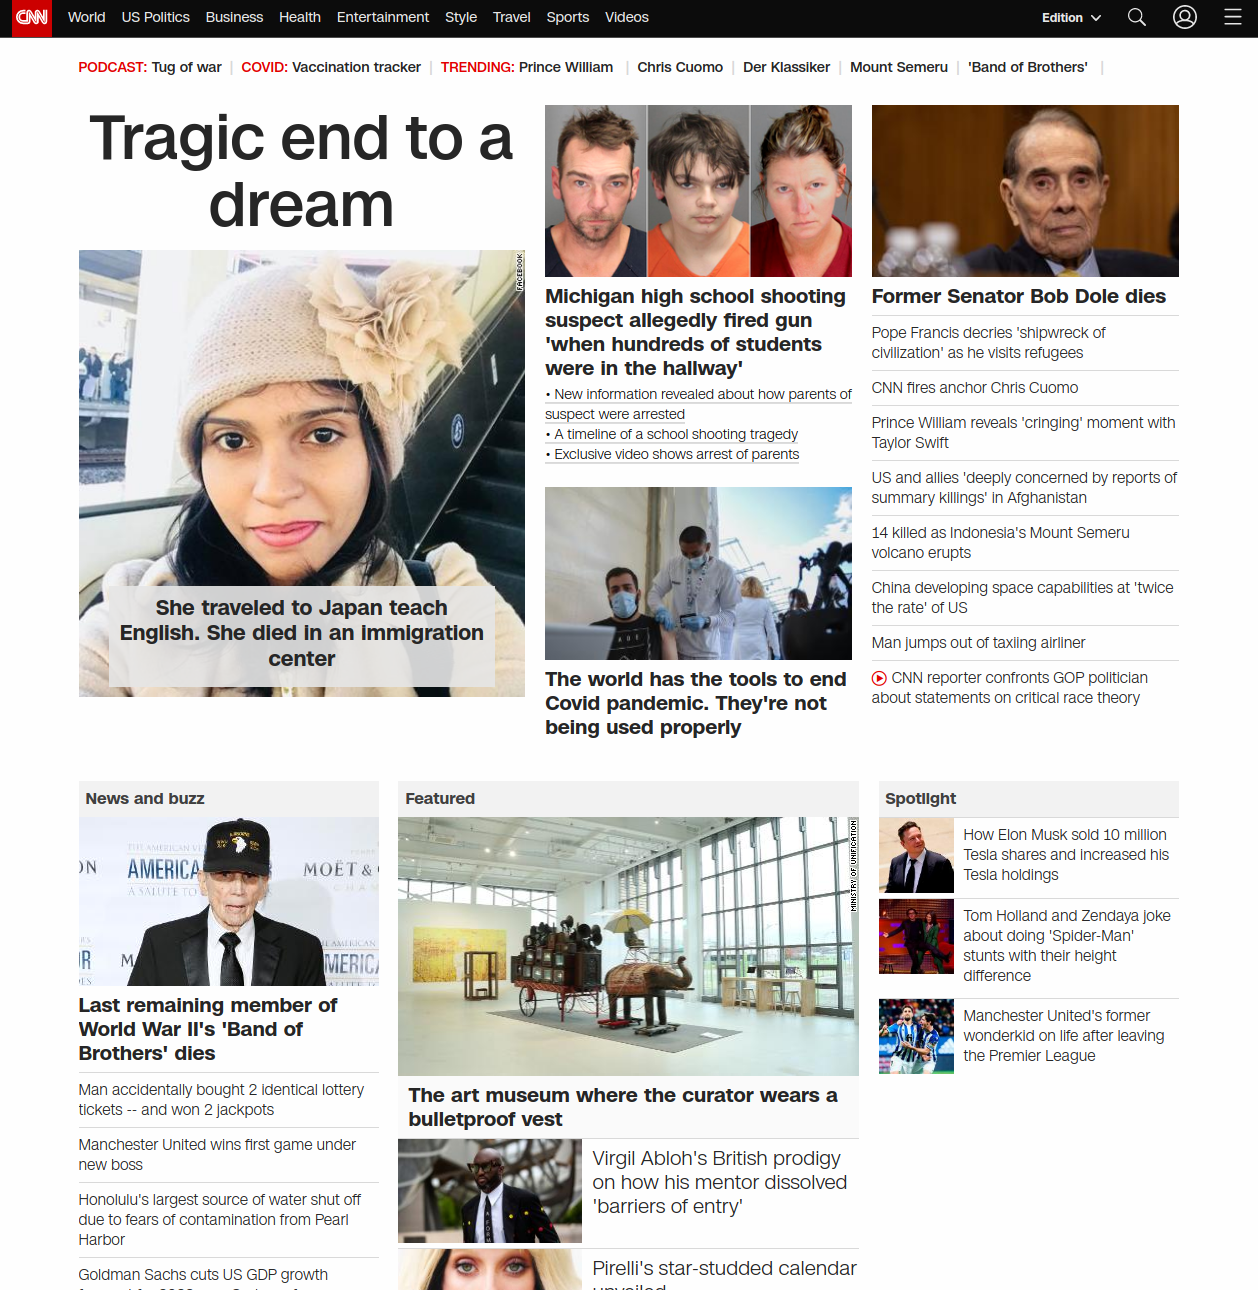 CNN World US Politics Business Health Entertainment Style Travel Sports Videos Edition
PODCAST: Tug of war | COVID: Vaccination tracker | TRENDING: Prince William | Chris Cuomo | Der Klassiker | Mount Semeru | 'Band of Brothers' |
Tragic end to a
dream
FACEBOOK
She traveled to Japan teach
English. She died in an immigration
center
Michigan high school shooting
suspect allegedly fired gun
'when hundreds of students
were in the hallway'
• New information revealed about how parents of
suspect were arrested
• A timeline of a school shooting tragedy
• Exclusive video shows arrest of parents
The world has the tools to end
Covid pandemic. They're not
being used properly
Former Senator Bob Dole dies
Pope Francis decries 'shipwreck of
civilization' as he visits refugees
CNN fires anchor Chris Cuomo
Prince William reveals 'cringing' moment with
Taylor Swift
US and allies 'deeply concerned by reports of
summary killings' in Afghanistan
14 killed as Indonesia's Mount Semeru
volcano erupts
China developing space capabilities at 'twice
the rate' of US
Man jumps out of taxiing airliner
CNN reporter confronts GOP politician
about statements on critical race theory
News and buzz
AMERICA
A SALUTE TO
MOËT &
THE AMERICAN
Last remaining member of
World War II's 'Band of
Brothers' dies
Man accidentally bought 2 identical lottery
tickets -- and won 2 jackpots
Manchester United wins first game under
new boss
Honolulu's largest source of water shut off
due to fears of contamination from Pearl
Harbor
Goldman Sachs cuts US GDP growth
Featured
MINISTRY OF UNIFICATION
The art museum where the curator wears a
bulletproof vest
Virgil Abloh's British prodigy
on how his mentor dissolved
'barriers of entry'
Pirelli's star-studded calendar
unveiled
Spotlight
How Elon Musk sold 10 million
Tesla shares and increased his
Tesla holdings
Tom Holland and Zendaya joke
about doing 'Spider-Man'
stunts with their height
difference
Manchester United's former
wonderkid on life after leaving
the Premier League